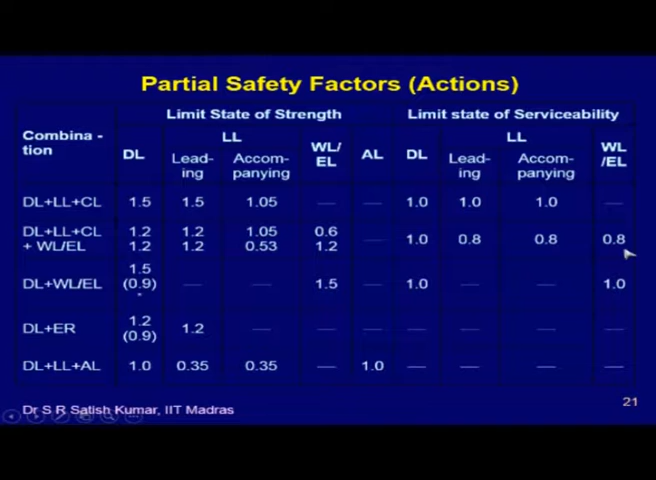 Partial Safety Factors (Actions)
Combina - tion | Limit State of Strength | Limit state of Serviceability
DL | LL | WL/ EL | AL | DL | LL | WL /EL
Lead- ing | Accom- panying | Lead- ing | Accom- panying
DL+LL+CL | 1.5 | 1.5 | 1.05 | — | | 1.0 | 1.0 | 1.0 | —
DL+LL+CL | 1.2 | 1.2 | 1.05 | 0.6
+ WL/EL | 1.2 | 1.2 | 0.53 | 1.2 | — | 1.0 | 0.8 | 0.8 | 0.8
DL+WL/EL | 1.5 (0.9) | — | — | 1.5 | — | 1.0 | — | — | 1.0
DL+ER | 1.2 (0.9) | 1.2 | — | — | — | — | — | — | —
DL+LL+AL | 1.0 | 0.35 | 0.35 | — | 1.0 | — | — | — | —
21
Dr S R Satish Kumar, IIT Madras